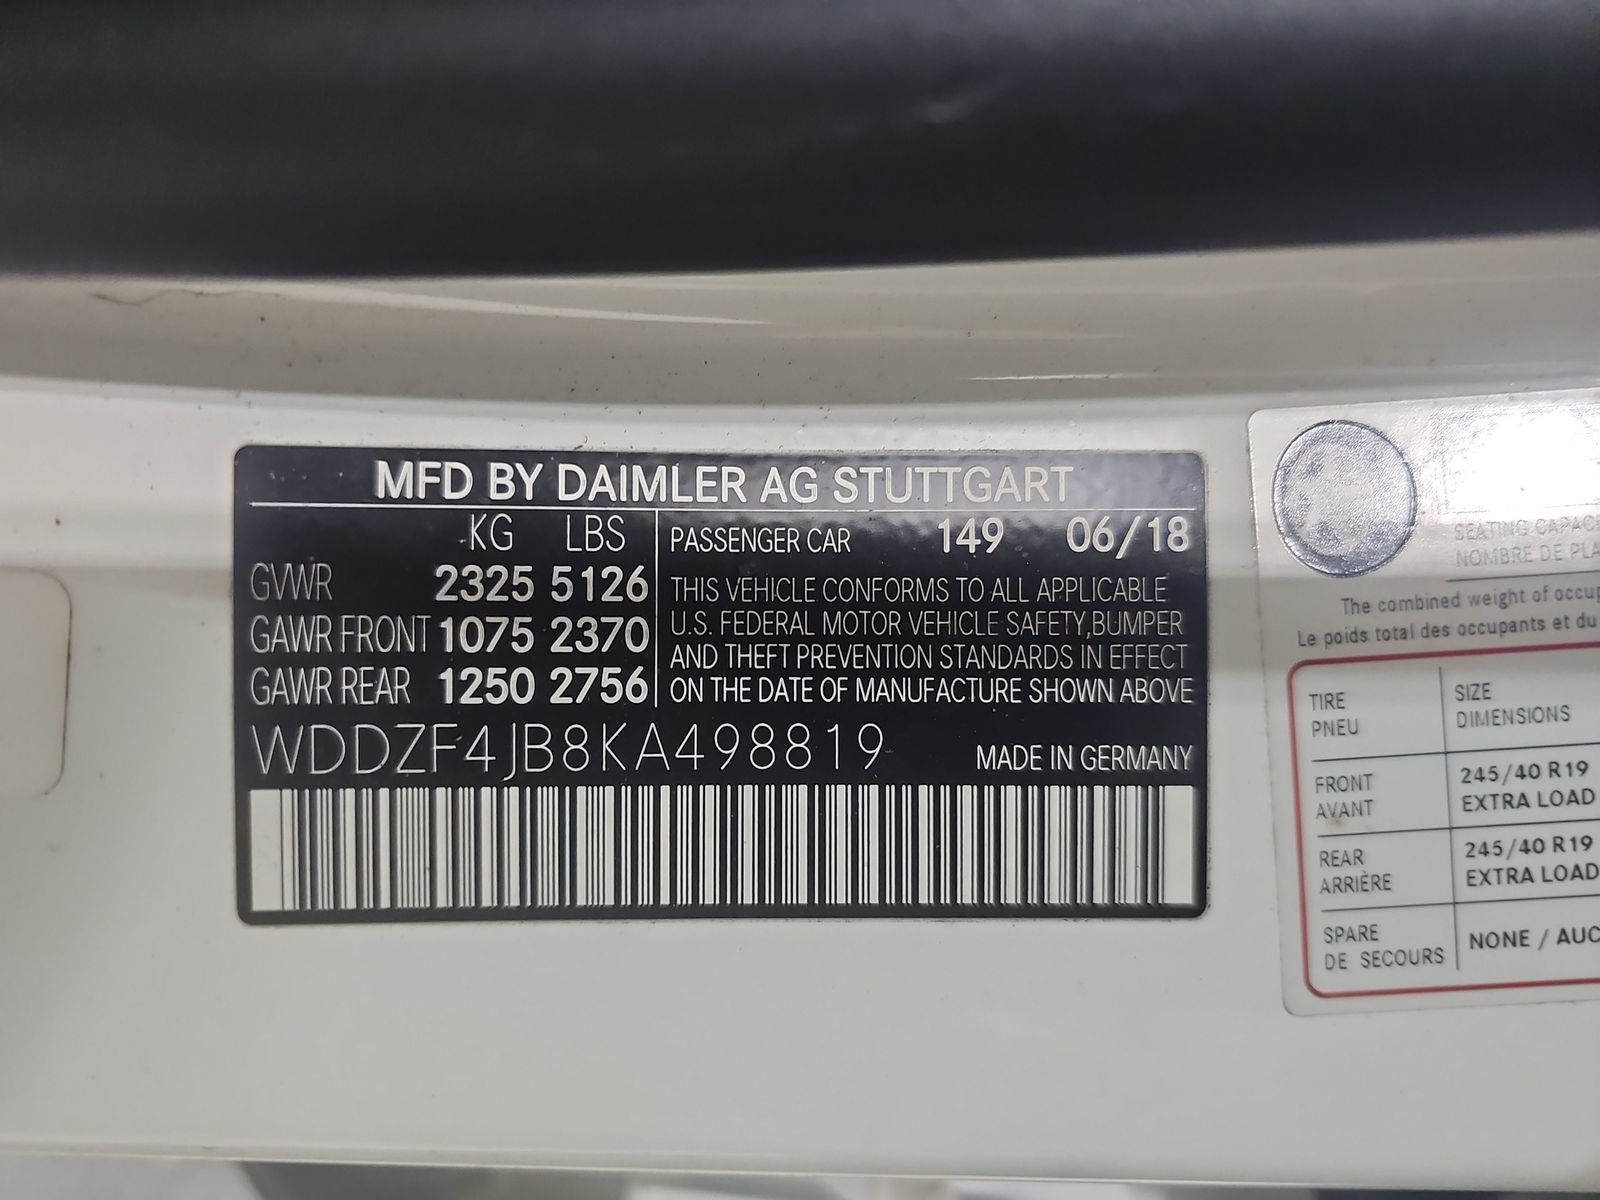 MFD BY DAIMLER AG STUTTGART
KG LBS
GVWR 2325 5126
GAWR FRONT 1075 2370
GAWR REAR 1250 2756
PASSENGER CAR 149 06/18
THIS VEHICLE CONFORMS TO ALL APPLICABLE
U.S. FEDERAL MOTOR VEHICLE SAFETY,BUMPER
AND THEFT PREVENTION STANDARDS IN EFFECT
ON THE DATE OF MANUFACTURE SHOWN ABOVE
WDDZF4JB8KA498819
MADE IN GERMANY
SEATING
NOMBRE DE
The combined weight of
Le poids total des occupants et du
TIRE
PNEU
SIZE
DIMENSIONS
FRONT
AVANT
245/40 R19
EXTRA LOAD
REAR
ARRIÈRE
245/40 R19
EXTRA LOAD
SPARE
DE SECOURS
NONE /